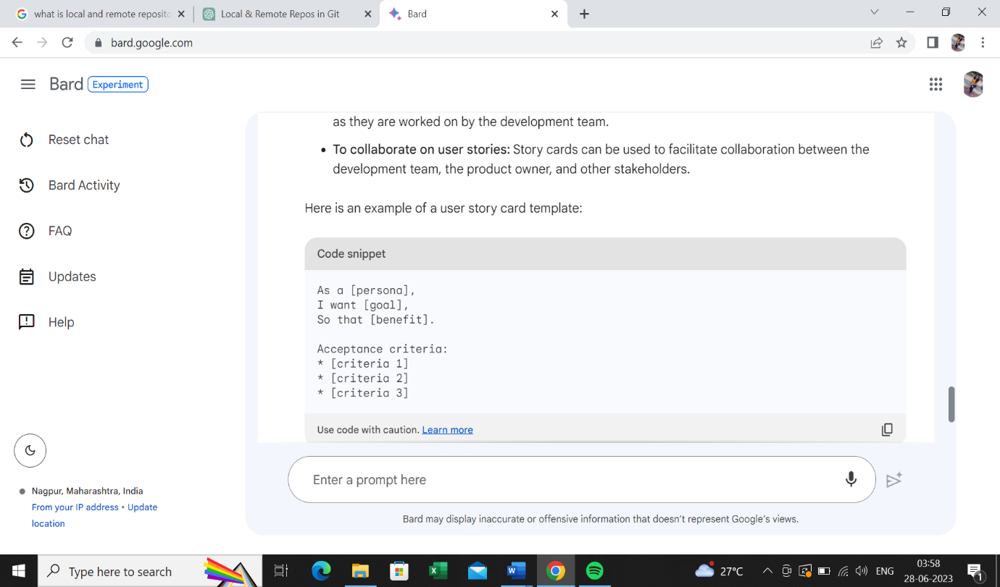 what is local and remote reposito
Local & Remote Repos in Git
Bard
bard.google.com
Bard Experiment
Reset chat
Bard Activity
FAQ
Updates
Help
Nagpur, Maharashtra, India
From your IP address • Update
location
as they are worked on by the development team.
• To collaborate on user stories: Story cards can be used to facilitate collaboration between the
development team, the product owner, and other stakeholders.
Here is an example of a user story card template:
Code snippet
As a [persona],
I want [goal],
So that [benefit].
Acceptance criteria:
* [criteria 1]
* [criteria 2]
* [criteria 3]
Use code with caution. Learn more
Enter a prompt here
Bard may display inaccurate or offensive information that doesn't represent Google's views.
Type here to search
27°C
ENG
03:58
28-06-2023
1